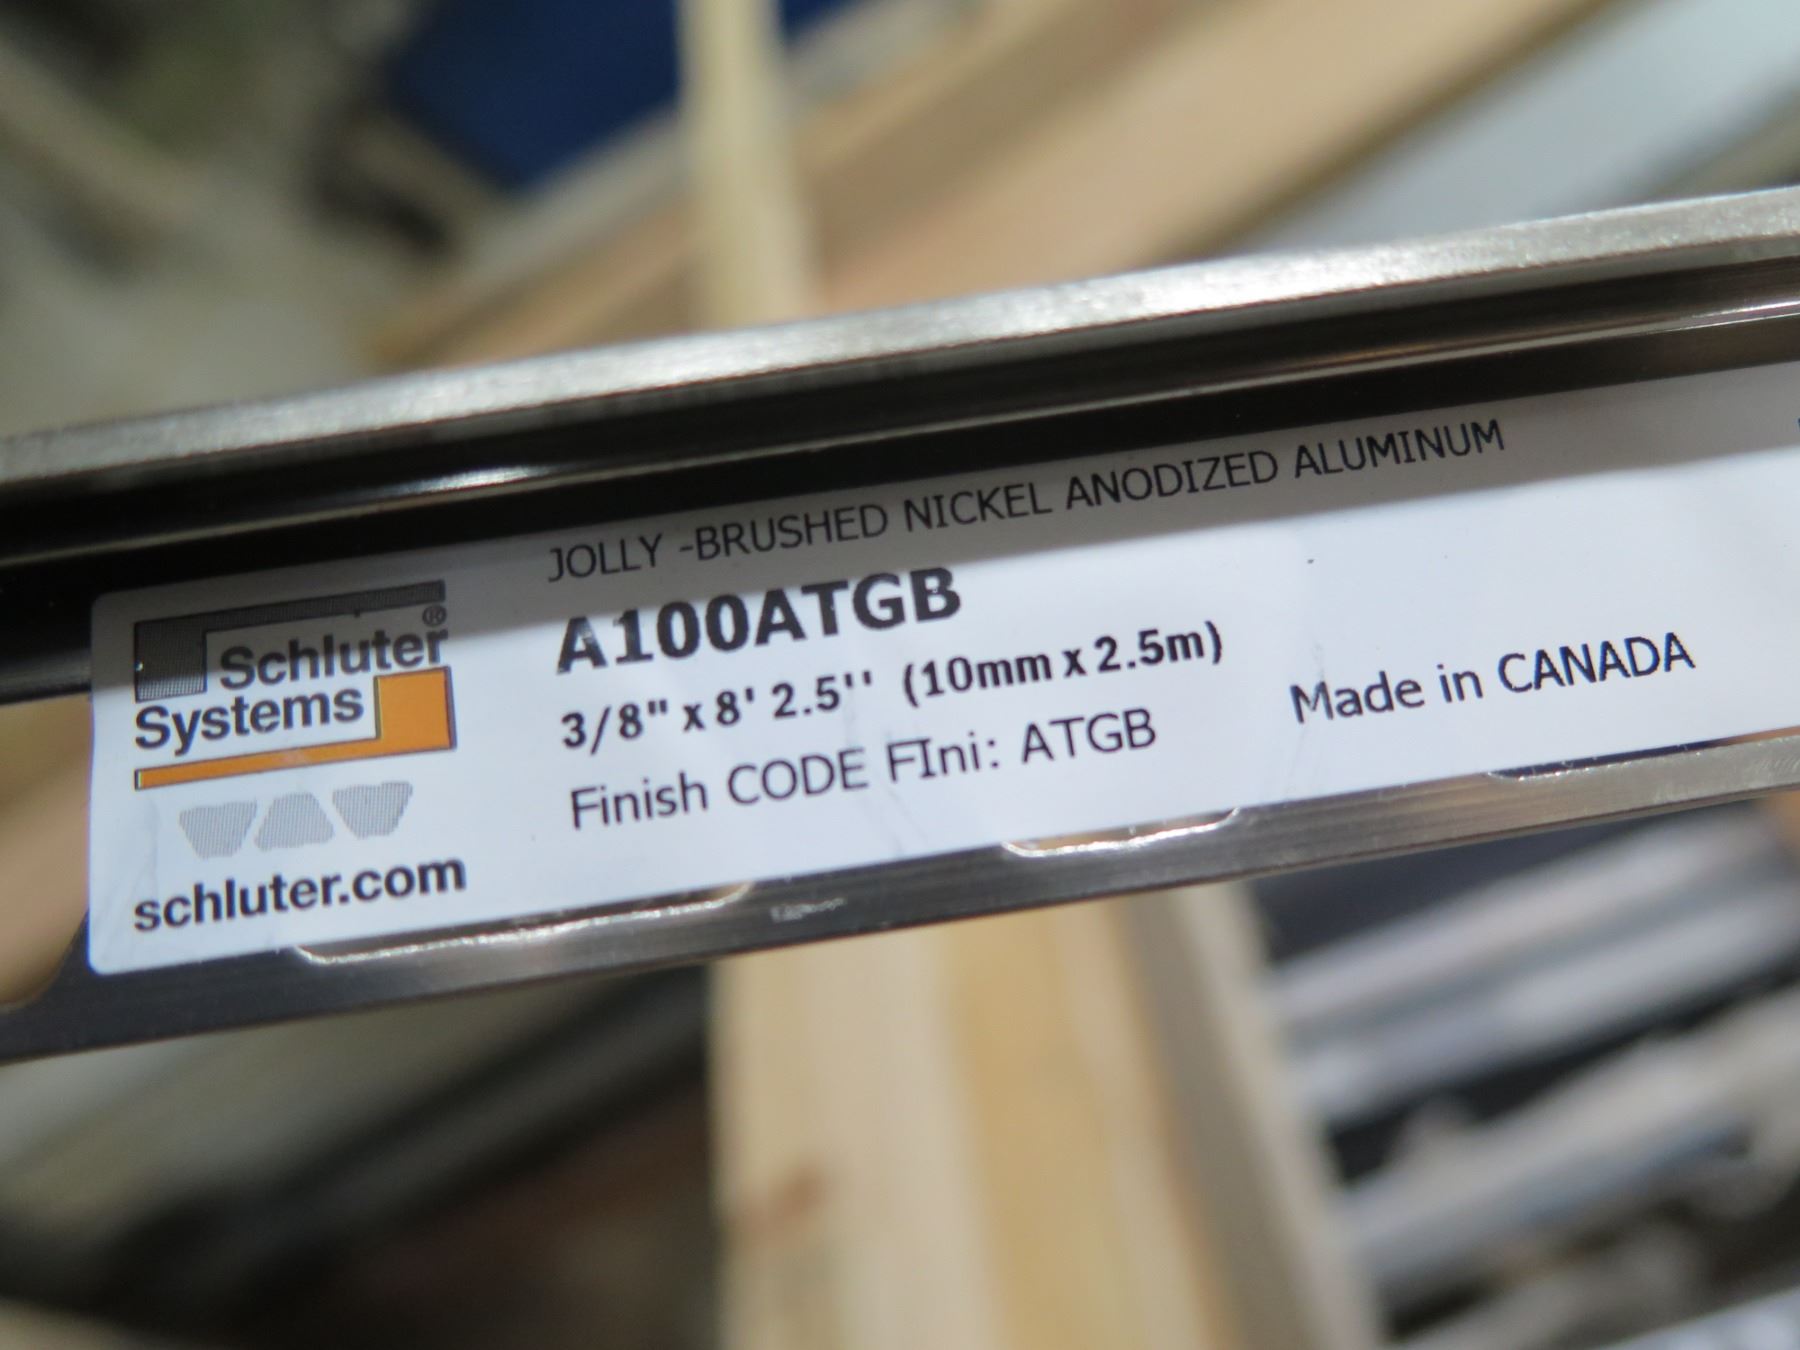 JOLLY -BRUSHED NICKEL ANODIZED ALUMINUM
Schluter®
Systems
schluter.com
A100ATGB
3/8" x 8' 2.5'' (10mm x 2.5m)
Finish CODE FIni: ATGB
Made in CANADA